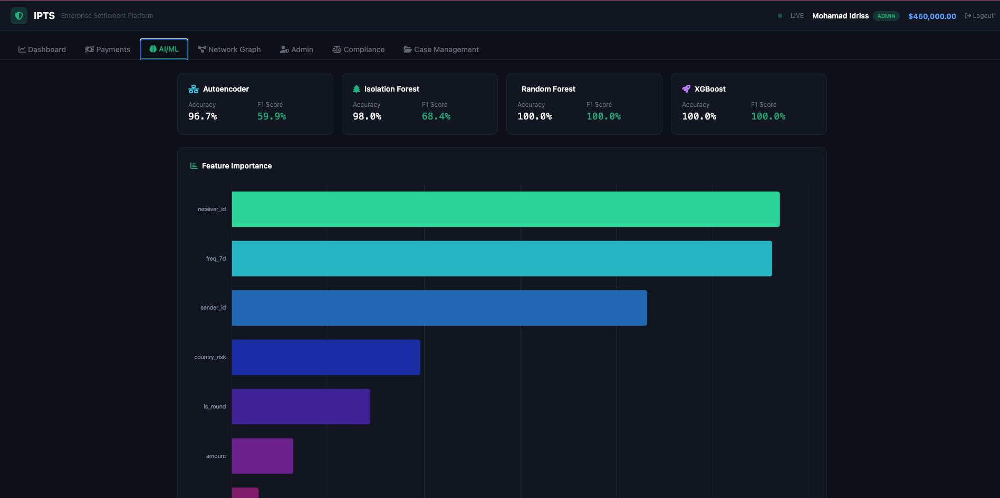 IPTS Enterprise Settlement Platform LIVE Mohamad Idriss ADMIN $450,000.00 Logout
Dashboard Payments AI/ML Network Graph Admin Compliance Case Management
Autoencoder
Accuracy F1 Score
96.7% 59.9%
Isolation Forest
Accuracy F1 Score
98.0% 68.4%
Random Forest
Accuracy F1 Score
100.0% 100.0%
XGBoost
Accuracy F1 Score
100.0% 100.0%
Feature Importance
receiver_id
freq_7d
sender_id
country_risk
is_round
amount